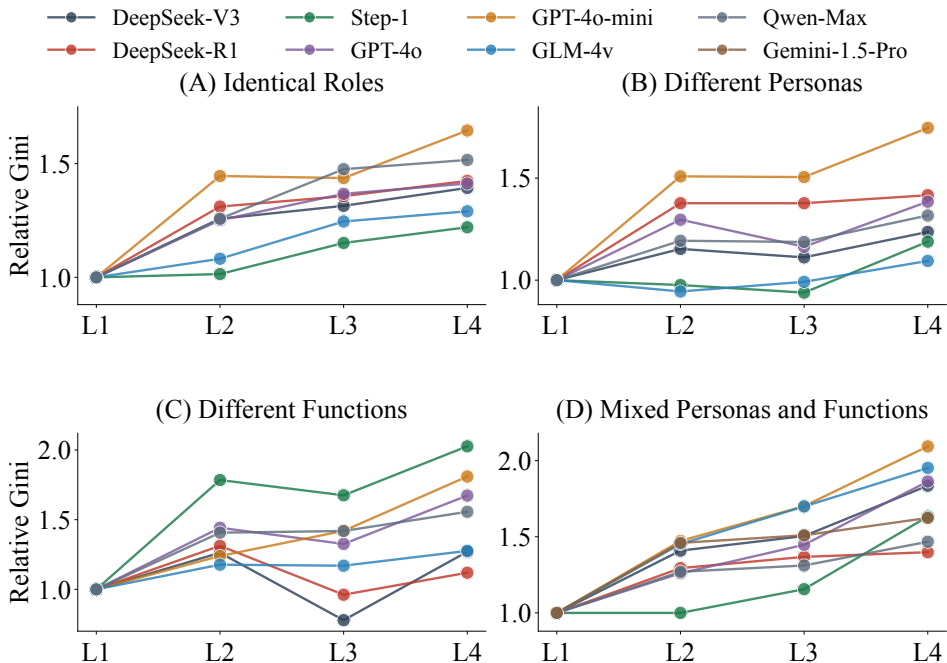 DeepSeek-V3 Step-1 GPT-4o-mini Qwen-Max
DeepSeek-R1 GPT-4o GLM-4v Gemini-1.5-Pro
(A) Identical Roles
Relative Gini
1.5
1.0
L1 L2 L3 L4
(B) Different Personas
1.5
1.0
L1 L2 L3 L4
(C) Different Functions
Relative Gini
2.0
1.5
1.0
L1 L2 L3 L4
(D) Mixed Personas and Functions
2.0
1.5
1.0
L1 L2 L3 L4